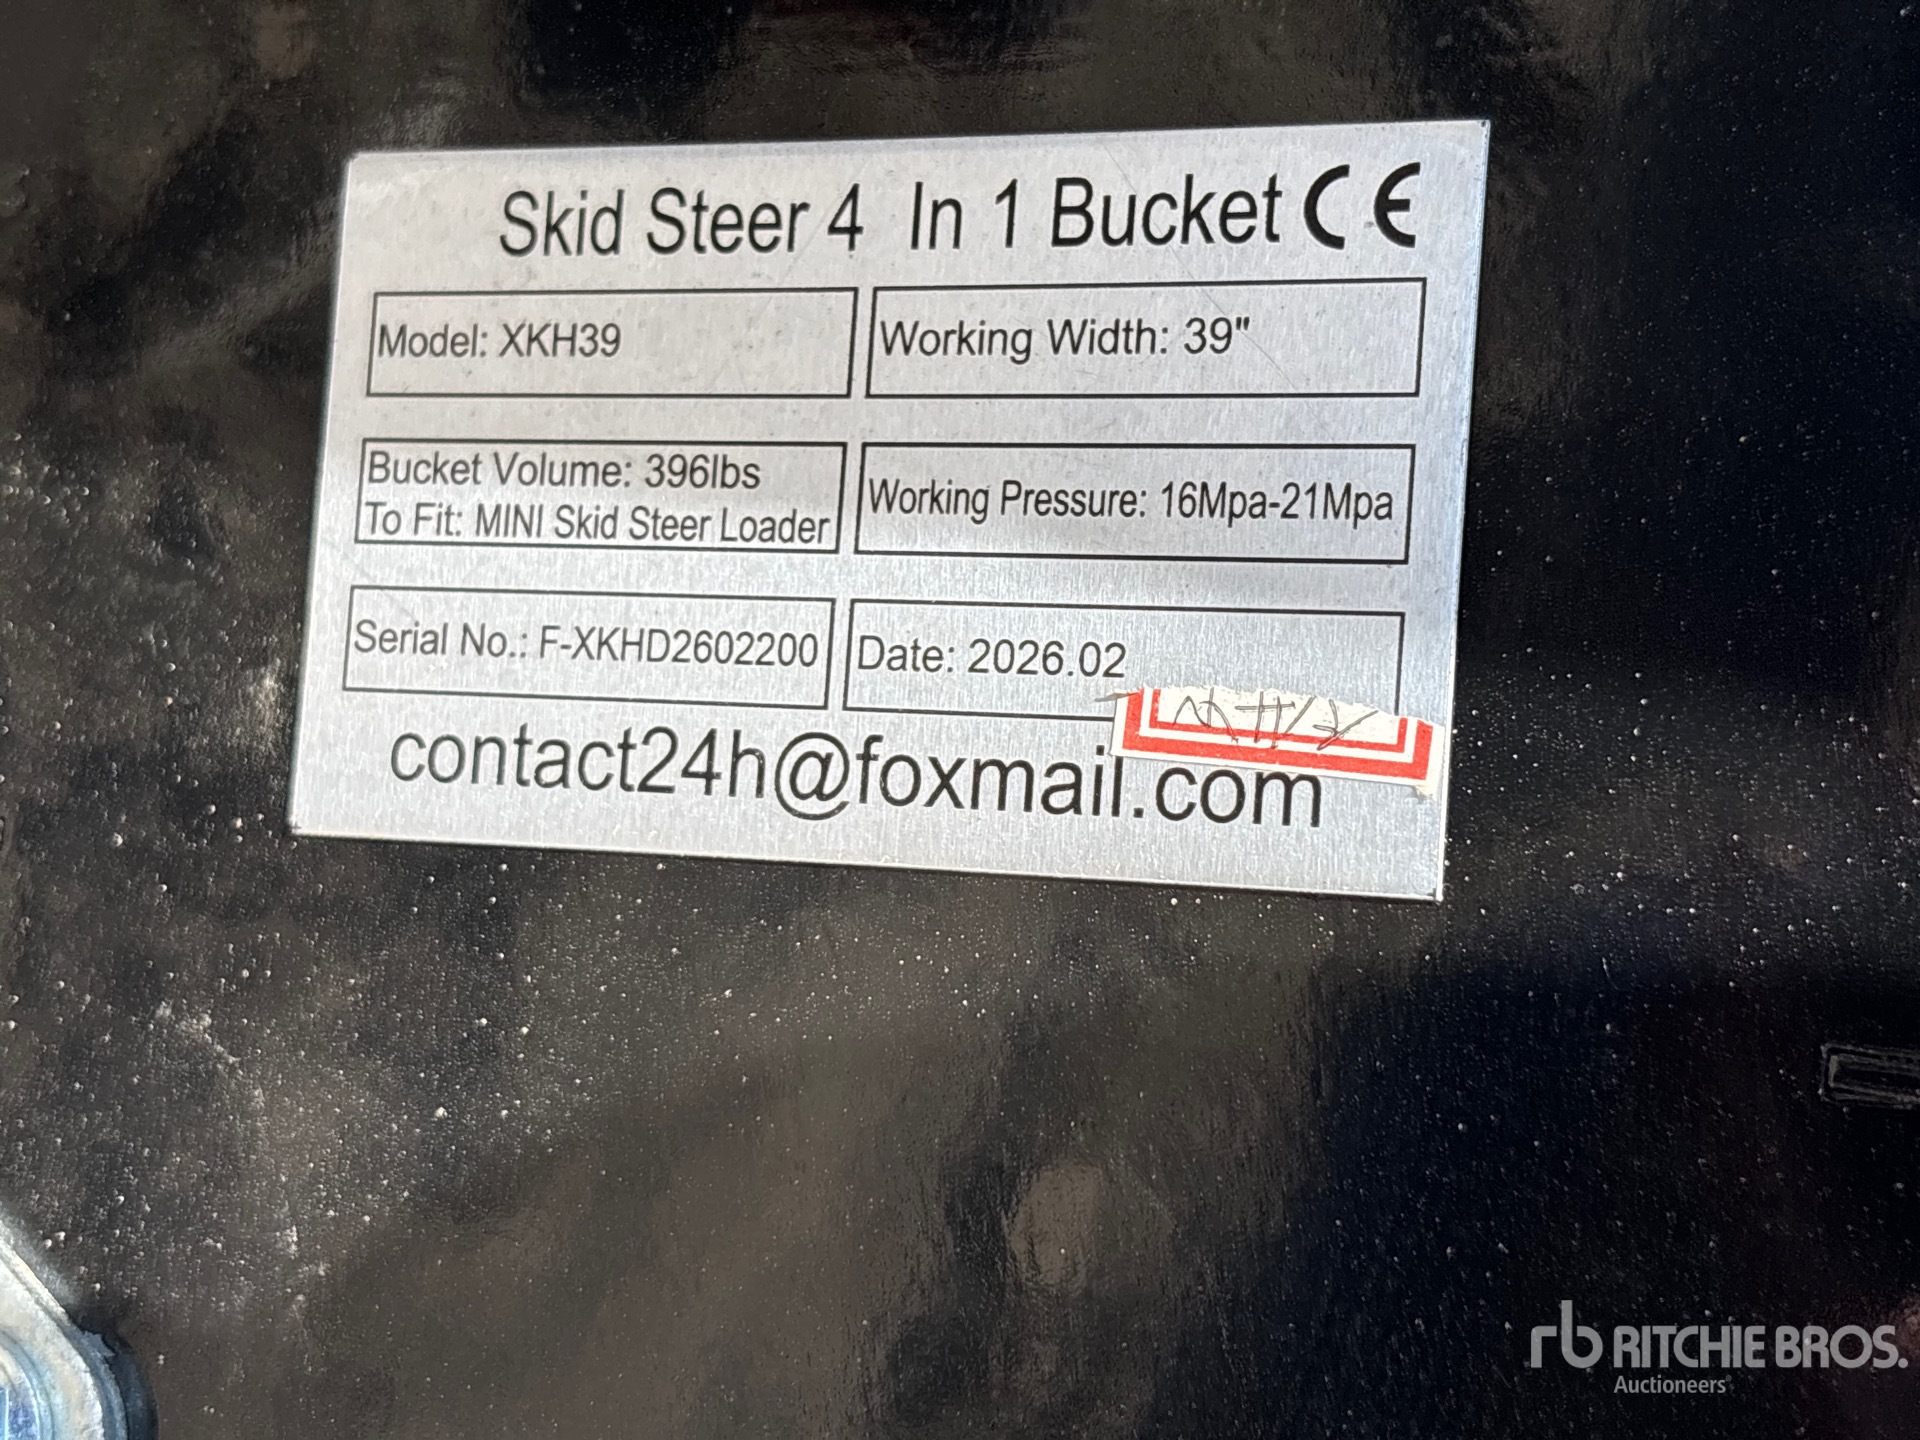 Skid Steer 4 In 1 Bucket CE
Model: XKH39
Working Width: 39"
Bucket Volume: 396lbs
To Fit: MINI Skid Steer Loader
Working Pressure: 16Mpa-21Mpa
Serial No.: F-XKHD2602200
Date: 2026.02
contact24h@foxmail.com
rb RITCHIE BROS.
Auctioneers